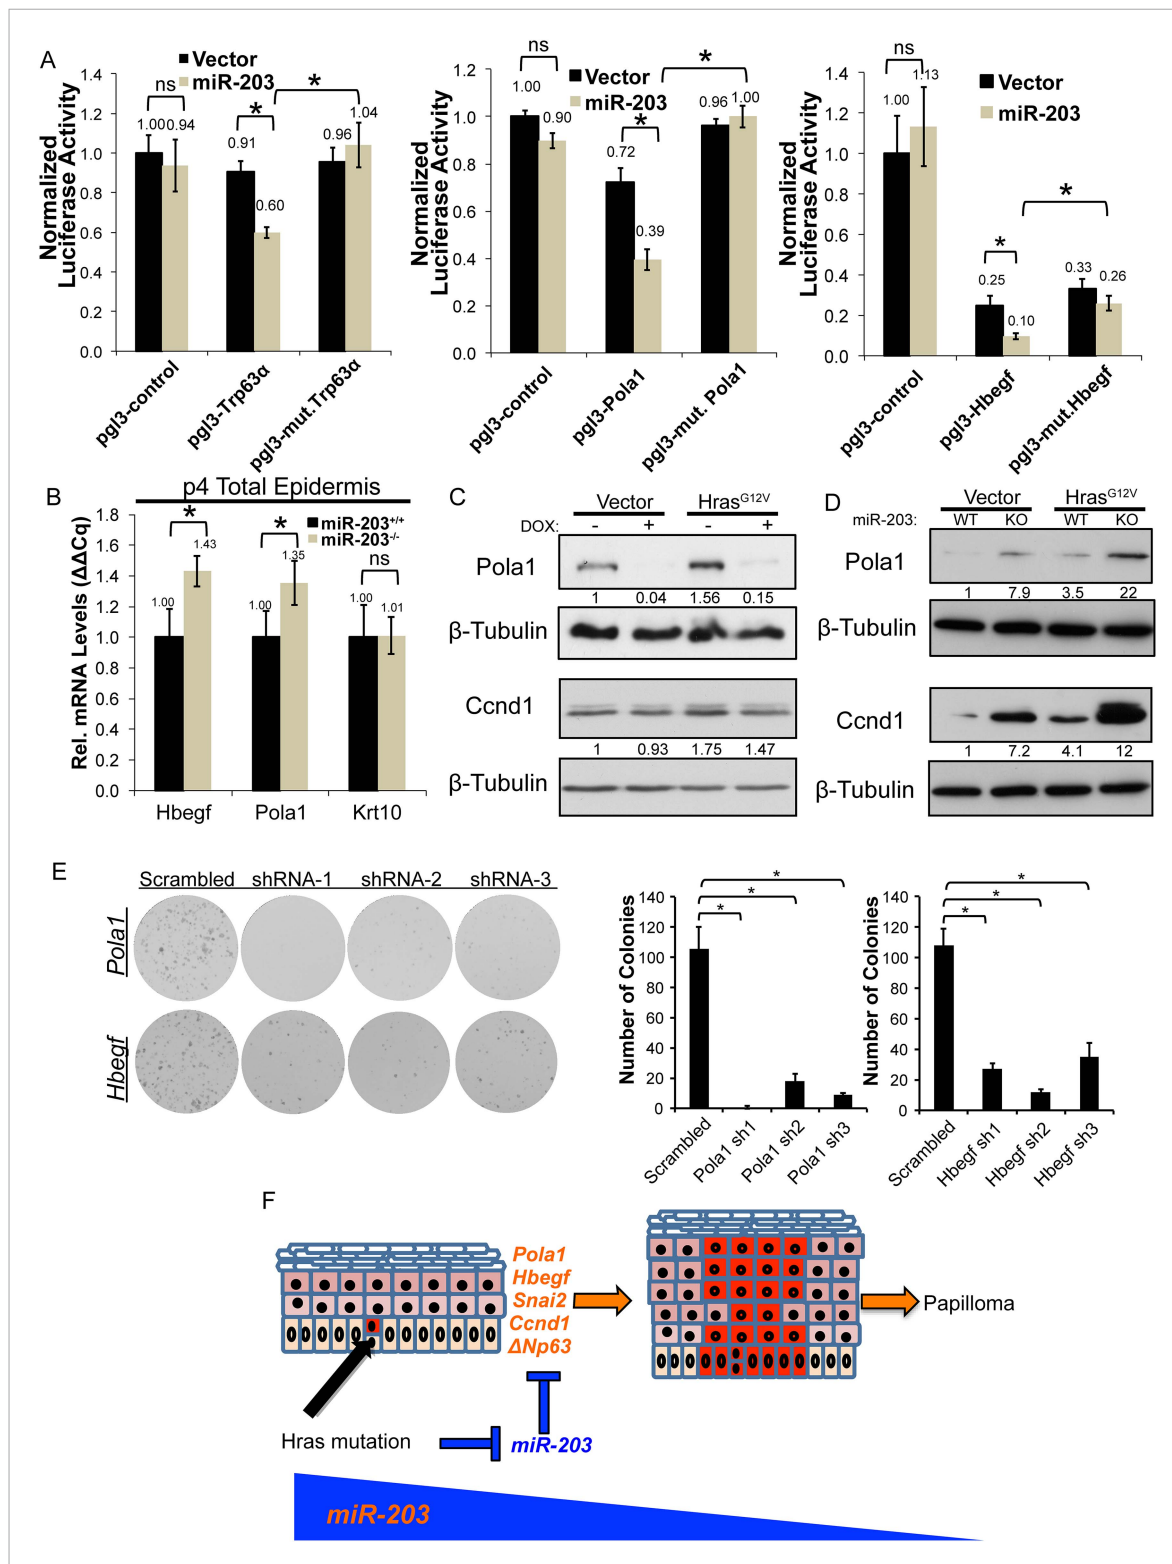 A
Vector
miR-203
Normalized
Luciferase Activity
1.4
1.2
1.0
0.8
0.6
0.4
0.2
0.0
ns
*
*
1.00
0.94
0.91
0.60
0.96
1.04
pgl3-control
pgl3-Trp63α
pgl3-mut.Trp63α
Vector
miR-203
Normalized
Luciferase Activity
1.2
1.0
0.8
0.6
0.4
0.2
0.0
ns
*
*
1.00
0.90
0.72
0.39
0.96
1.00
pgl3-control
pgl3-Pola1
pgl3-mut. Pola1
Vector
miR-203
Normalized
Luciferase Activity
1.4
1.2
1.0
0.8
0.6
0.4
0.2
0.0
ns
*
*
1.00
1.13
0.25
0.10
0.33
0.26
pgl3-control
pgl3-Hbegf
pgl3-mut.Hbegf
B
p4 Total Epidermis
miR-203+/+
miR-203-/-
Rel. mRNA Levels (ΔΔCq)
1.6
1.4
1.2
1.0
0.8
0.6
0.4
0.2
0.0
*
*
ns
1.00
1.43
1.00
1.35
1.00
1.01
Hbegf
Pola1
Krt10
C
Vector HrasG12V
DOX: - + - +
Pola1
1 0.04 1.56 0.15
β-Tubulin
Ccnd1
1 0.93 1.75 1.47
β-Tubulin
D
Vector HrasG12V
miR-203: WT KO WT KO
Pola1
1 7.9 3.5 22
β-Tubulin
Ccnd1
1 7.2 4.1 12
β-Tubulin
E
Scrambled shRNA-1 shRNA-2 shRNA-3
Pola1
Hbegf
Number of Colonies
140
120
100
80
60
40
20
0
*
*
*
Scrambled
Pola1 sh1
Pola1 sh2
Pola1 sh3
Number of Colonies
140
120
100
80
60
40
20
0
*
*
*
Scrambled
Hbegf sh1
Hbegf sh2
Hbegf sh3
F
Pola1
Hbegf
Snai2
Ccnd1
ΔNp63
Papilloma
Hras mutation
miR-203
miR-203